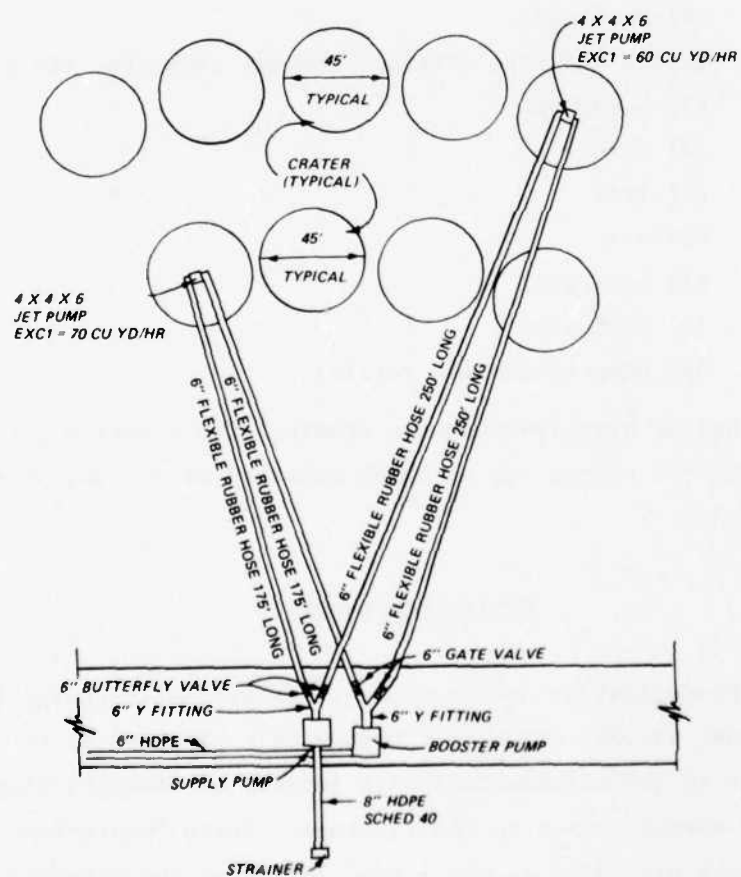 4 X 4 X 6
JET PUMP
EXC1 = 60 CU YD/HR
45'
TYPICAL
CRATER
(TYPICAL)
45'
TYPICAL
4 X 4 X 6
JET PUMP
EXC1 = 70 CU YD/HR
6" FLEXIBLE RUBBER HOSE 175' LONG
6" FLEXIBLE RUBBER HOSE 175' LONG
6" FLEXIBLE RUBBER HOSE 250' LONG
6" FLEXIBLE RUBBER HOSE 250' LONG
6" GATE VALVE
6" BUTTERFLY VALVE
6" Y FITTING
6" Y FITTING
6" HDPE
BOOSTER PUMP
SUPPLY PUMP
8" HDPE
SCHED 40
STRAINER